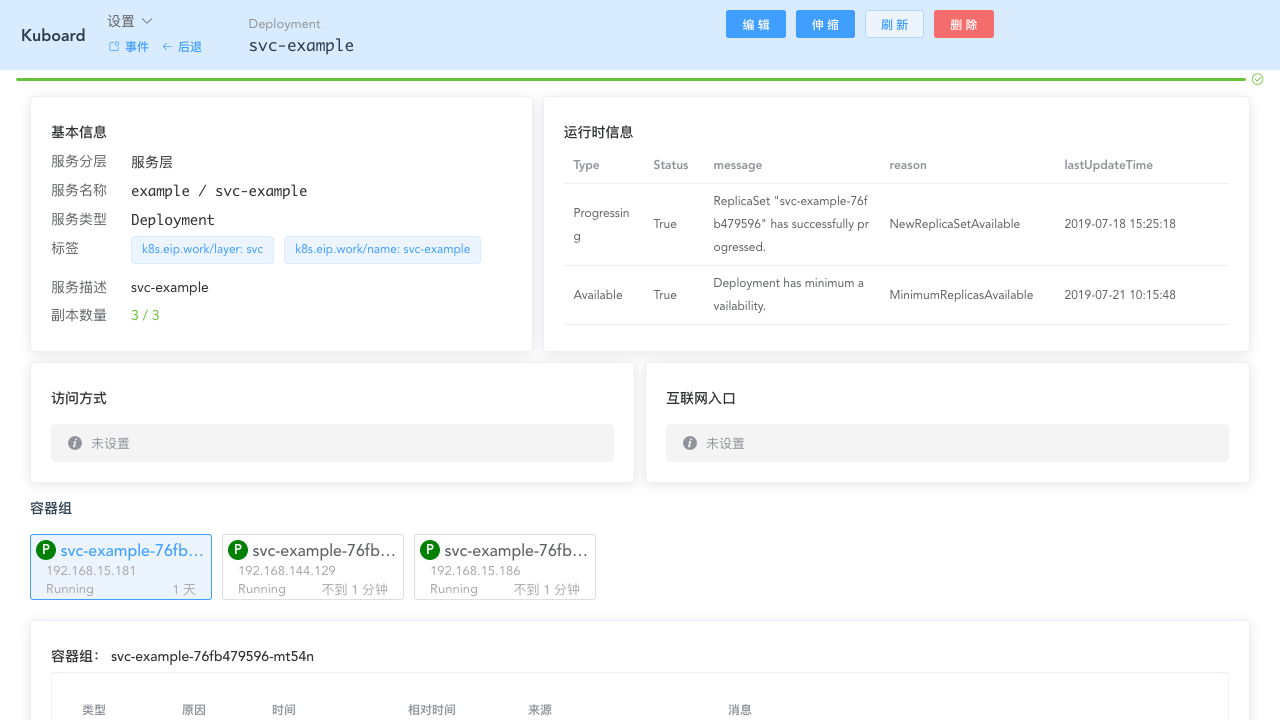 Kuboard
设置
事件 后退
Deployment
svc-example
编 辑
伸 缩
刷 新
删 除
基本信息
服务分层 服务层
服务名称 example / svc-example
服务类型 Deployment
标签 k8s.eip.work/layer: svc k8s.eip.work/name: svc-example
服务描述 svc-example
副本数量 3 / 3
运行时信息
Type Status message reason lastUpdateTime
Progressin
g
True
ReplicaSet "svc-example-76f
b479596" has successfully pr
ogressed.
NewReplicaSetAvailable
2019-07-18 15:25:18
Available
True
Deployment has minimum a
vailability.
MinimumReplicasAvailable
2019-07-21 10:15:48
访问方式
未设置
互联网入口
未设置
容器组
P svc-example-76fb...
192.168.15.181
Running 1 天
P svc-example-76fb...
192.168.144.129
Running 不到 1 分钟
P svc-example-76fb...
192.168.15.186
Running 不到 1 分钟
容器组： svc-example-76fb479596-mt54n
类型 原因 时间 相对时间 来源 消息